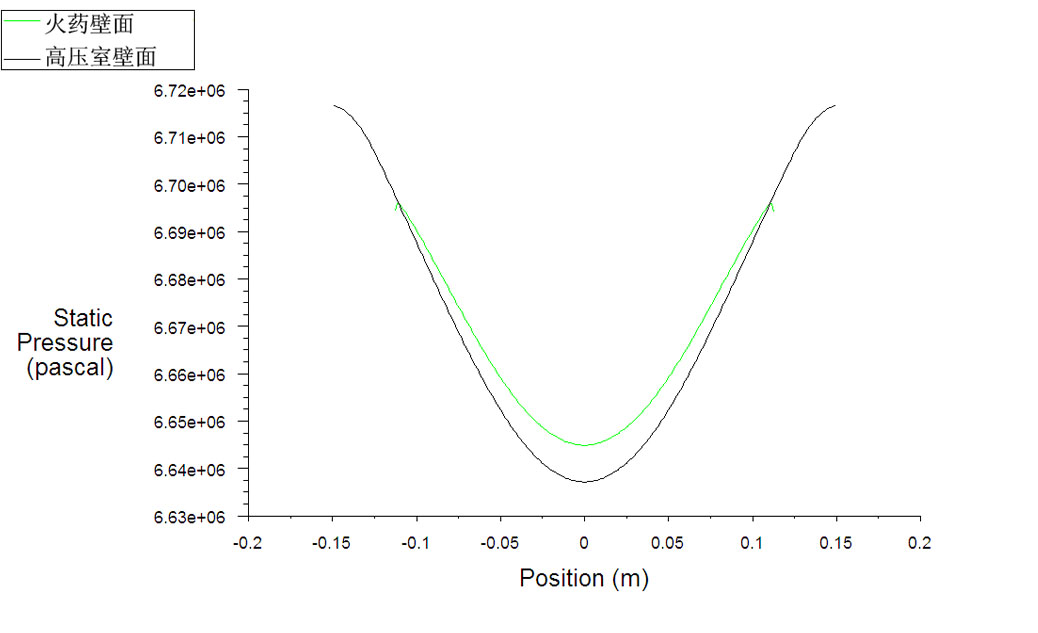 火药壁面
高压室壁面
6.72e+06
6.71e+06
6.70e+06
6.69e+06
6.68e+06
6.67e+06
6.66e+06
6.65e+06
6.64e+06
6.63e+06
Static
Pressure
(pascal)
-0.2 -0.15 -0.1 -0.05 0 0.05 0.1 0.15 0.2
Position (m)